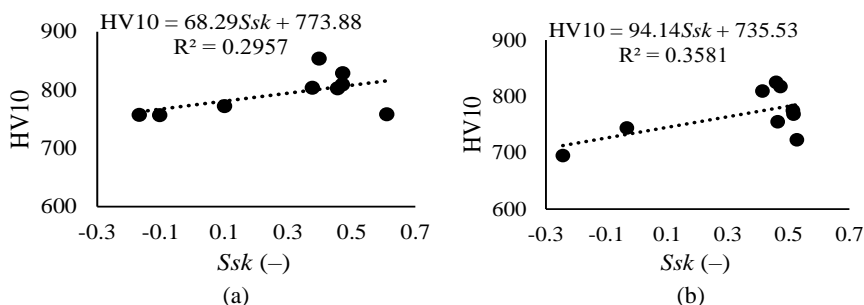 HV10 = 68.29Ssk + 773.88
R² = 0.2957
900
800
700
600
HV10
-0.3
-0.1
0.1
0.3
0.5
0.7
Ssk (–)
(a)
HV10 = 94.14Ssk + 735.53
R² = 0.3581
900
800
700
600
HV10
-0.3
-0.1
0.1
0.3
0.5
0.7
Ssk (–)
(b)